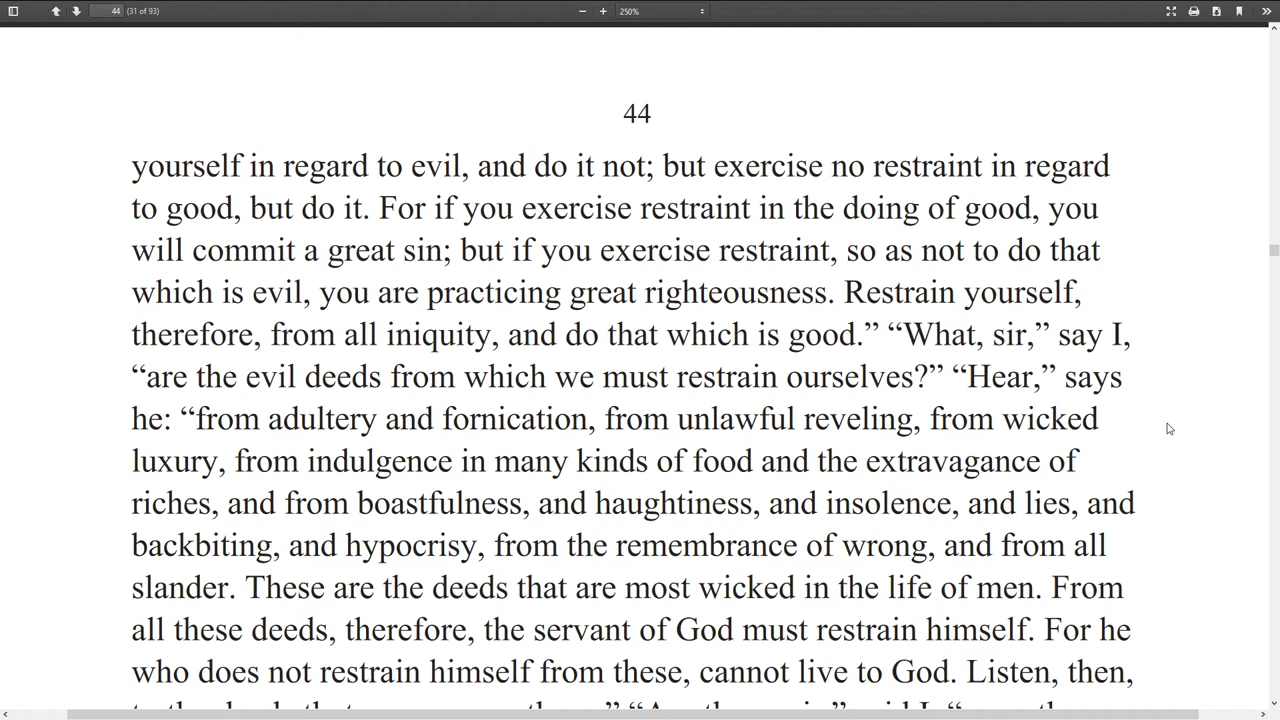 44 (31 of 93) 250%
44
yourself in regard to evil, and do it not; but exercise no restraint in regard
to good, but do it. For if you exercise restraint in the doing of good, you
will commit a great sin; but if you exercise restraint, so as not to do that
which is evil, you are practicing great righteousness. Restrain yourself,
therefore, from all iniquity, and do that which is good.” “What, sir,” say I,
“are the evil deeds from which we must restrain ourselves?” “Hear,” says
he: “from adultery and fornication, from unlawful reveling, from wicked
luxury, from indulgence in many kinds of food and the extravagance of
riches, and from boastfulness, and haughtiness, and insolence, and lies, and
backbiting, and hypocrisy, from the remembrance of wrong, and from all
slander. These are the deeds that are most wicked in the life of men. From
all these deeds, therefore, the servant of God must restrain himself. For he
who does not restrain himself from these, cannot live to God. Listen, then,